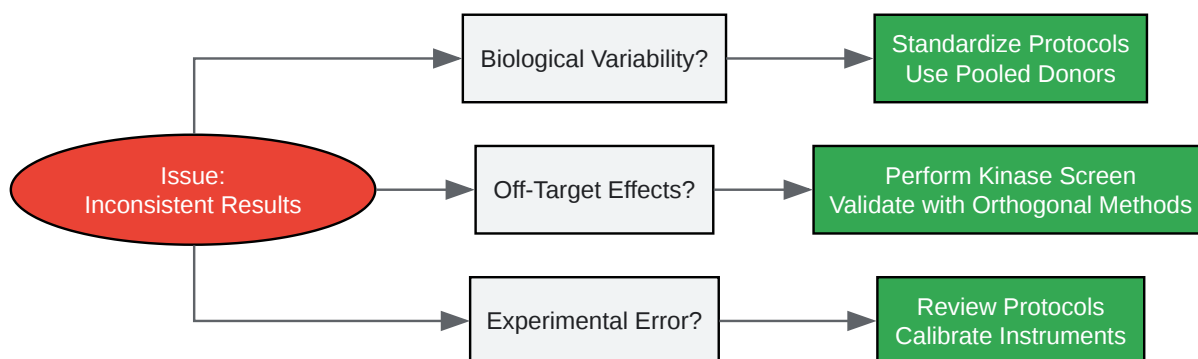 Biological Variability?
Standardize Protocols
Use Pooled Donors
Issue:
Inconsistent Results
Off-Target Effects?
Perform Kinase Screen
Validate with Orthogonal Methods
Experimental Error?
Review Protocols
Calibrate Instruments